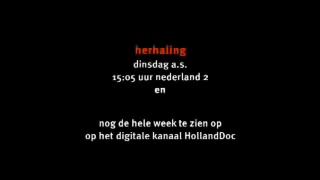 herhaling
dinsdag a.s.
15:05 uur nederland 2
en
nog de hele week te zien op
op het digitale kanaal HollandDoc